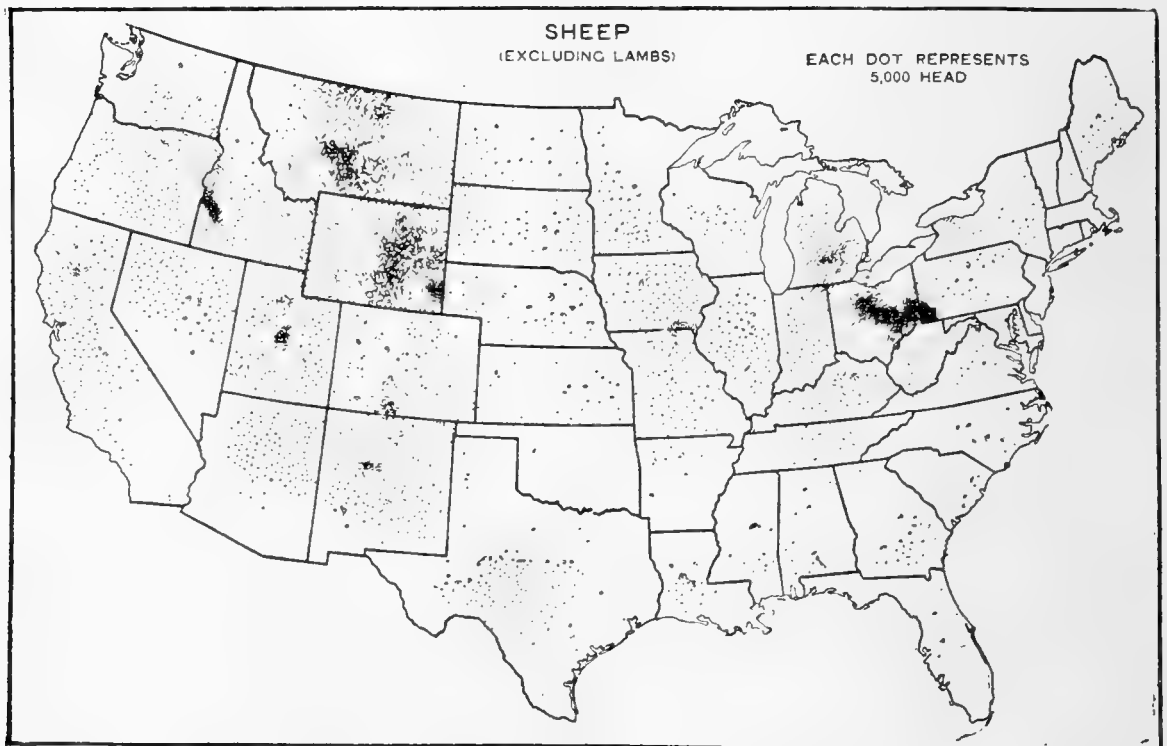 SHEEP
(EXCLUDING LAMBS)
EACH DOT REPRESENTS
5,000 HEAD